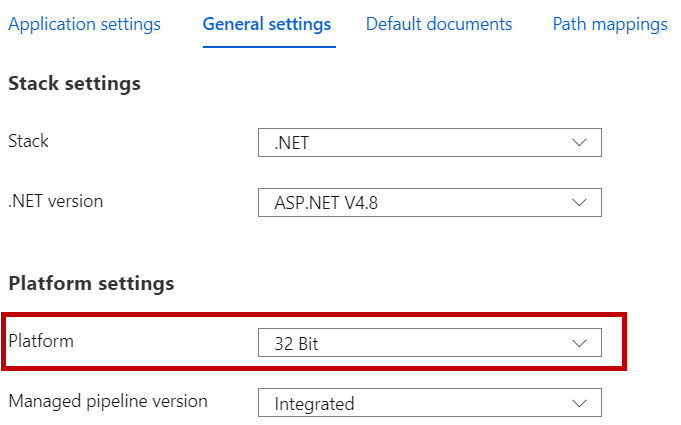 Application settings General settings Default documents Path mappings
Stack settings
Stack .NET
.NET version ASP.NET V4.8
Platform settings
Platform 32 Bit
Managed pipeline version Integrated